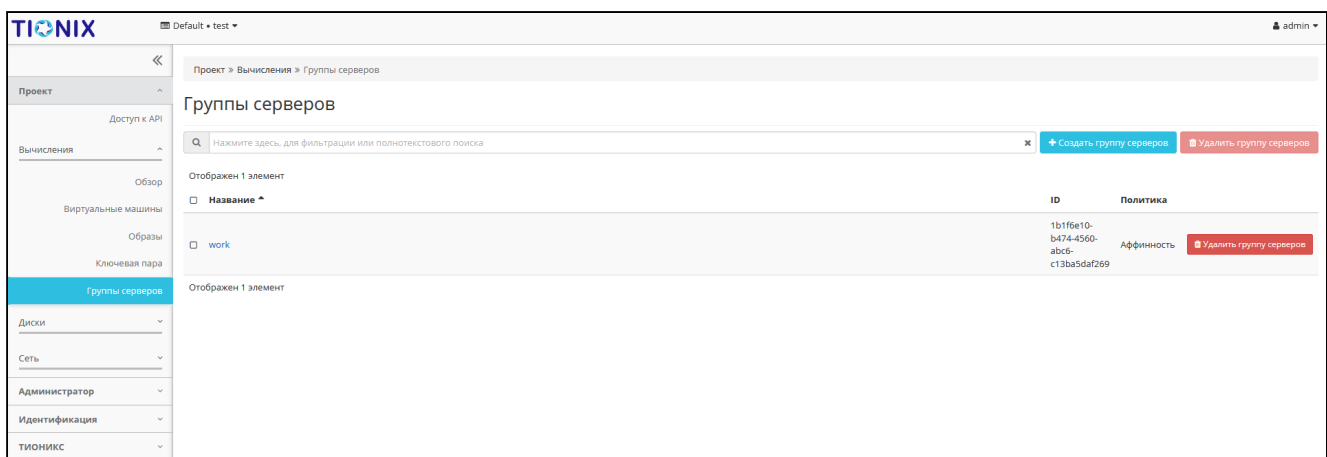 TIONIX
Default • test
admin
Проект » Вычисления » Группы серверов
Проект
Доступ к API
Вычисления
Обзор
Виртуальные машины
Образы
Ключевая пара
Группы серверов
Диски
Сеть
Администратор
Идентификация
ТИОНИКС
Группы серверов
Нажмите здесь, для фильтрации или полнотекстового поиска
Создать группу серверов
Удалить группу серверов
Отображен 1 элемент
Название ID Политика
work
1b1f6e10-
b474-4560-
abc6-
c13ba5daf269
Аффинность
Удалить группу серверов
Отображен 1 элемент